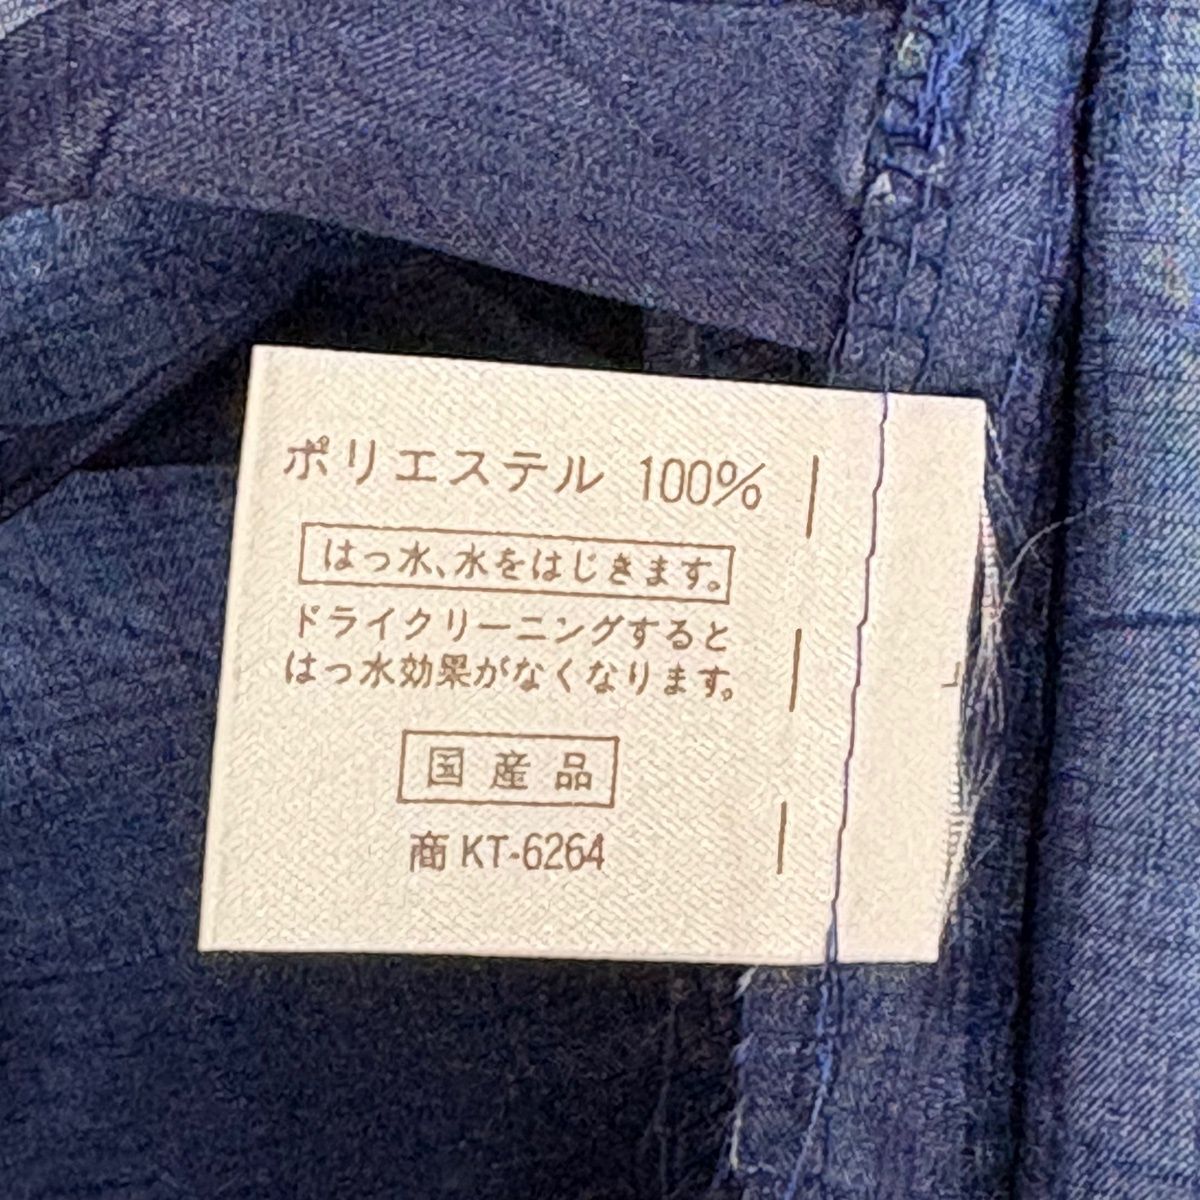 ポリエステル 100%
はっ水、水をはじきます。
ドライクリーニングすると
はっ水効果がなくなります。
国産品
商 KT-6264